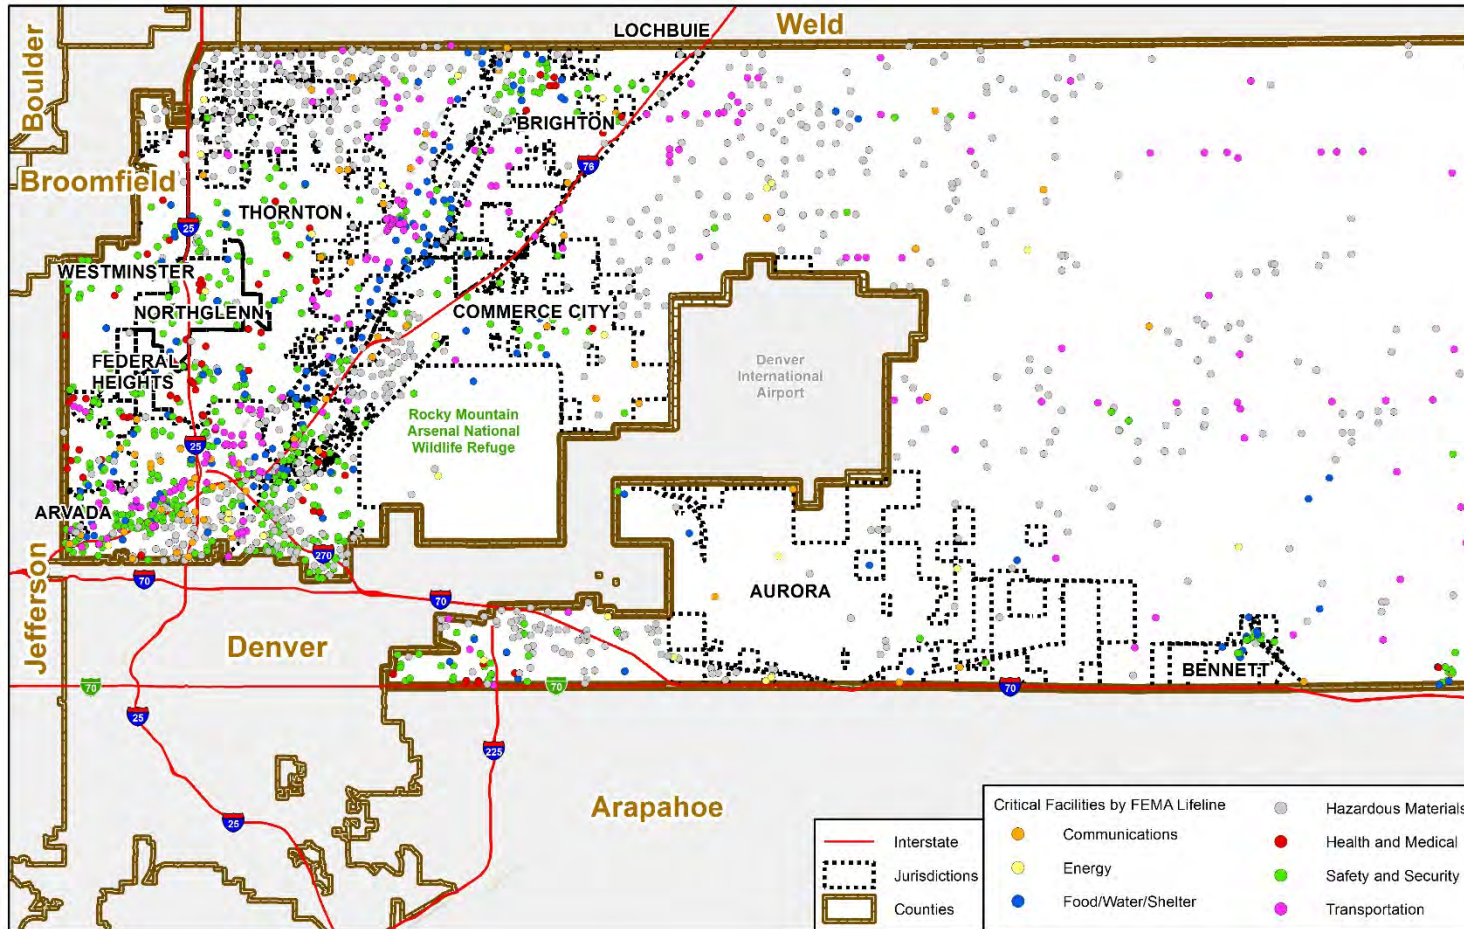 Boulder
LOCHBUIE
Weld
BRIGHTON
76
Broomfield
THORNTON
25
WESTMINSTER
NORTHGLENN
COMMERCE CITY
FEDERAL
HEIGHTS
Denver
International
Airport
Rocky Mountain
Arsenal National
Wildlife Refuge
25
ARVADA
270
70
70
AURORA
Jefferson
Denver
BENNETT
70
70
70
25
225
25
Arapahoe
Interstate
Jurisdictions
Counties
Critical Facilities by FEMA Lifeline
Communications
Energy
Food/Water/Shelter
Hazardous Materials
Health and Medical
Safety and Security
Transportation